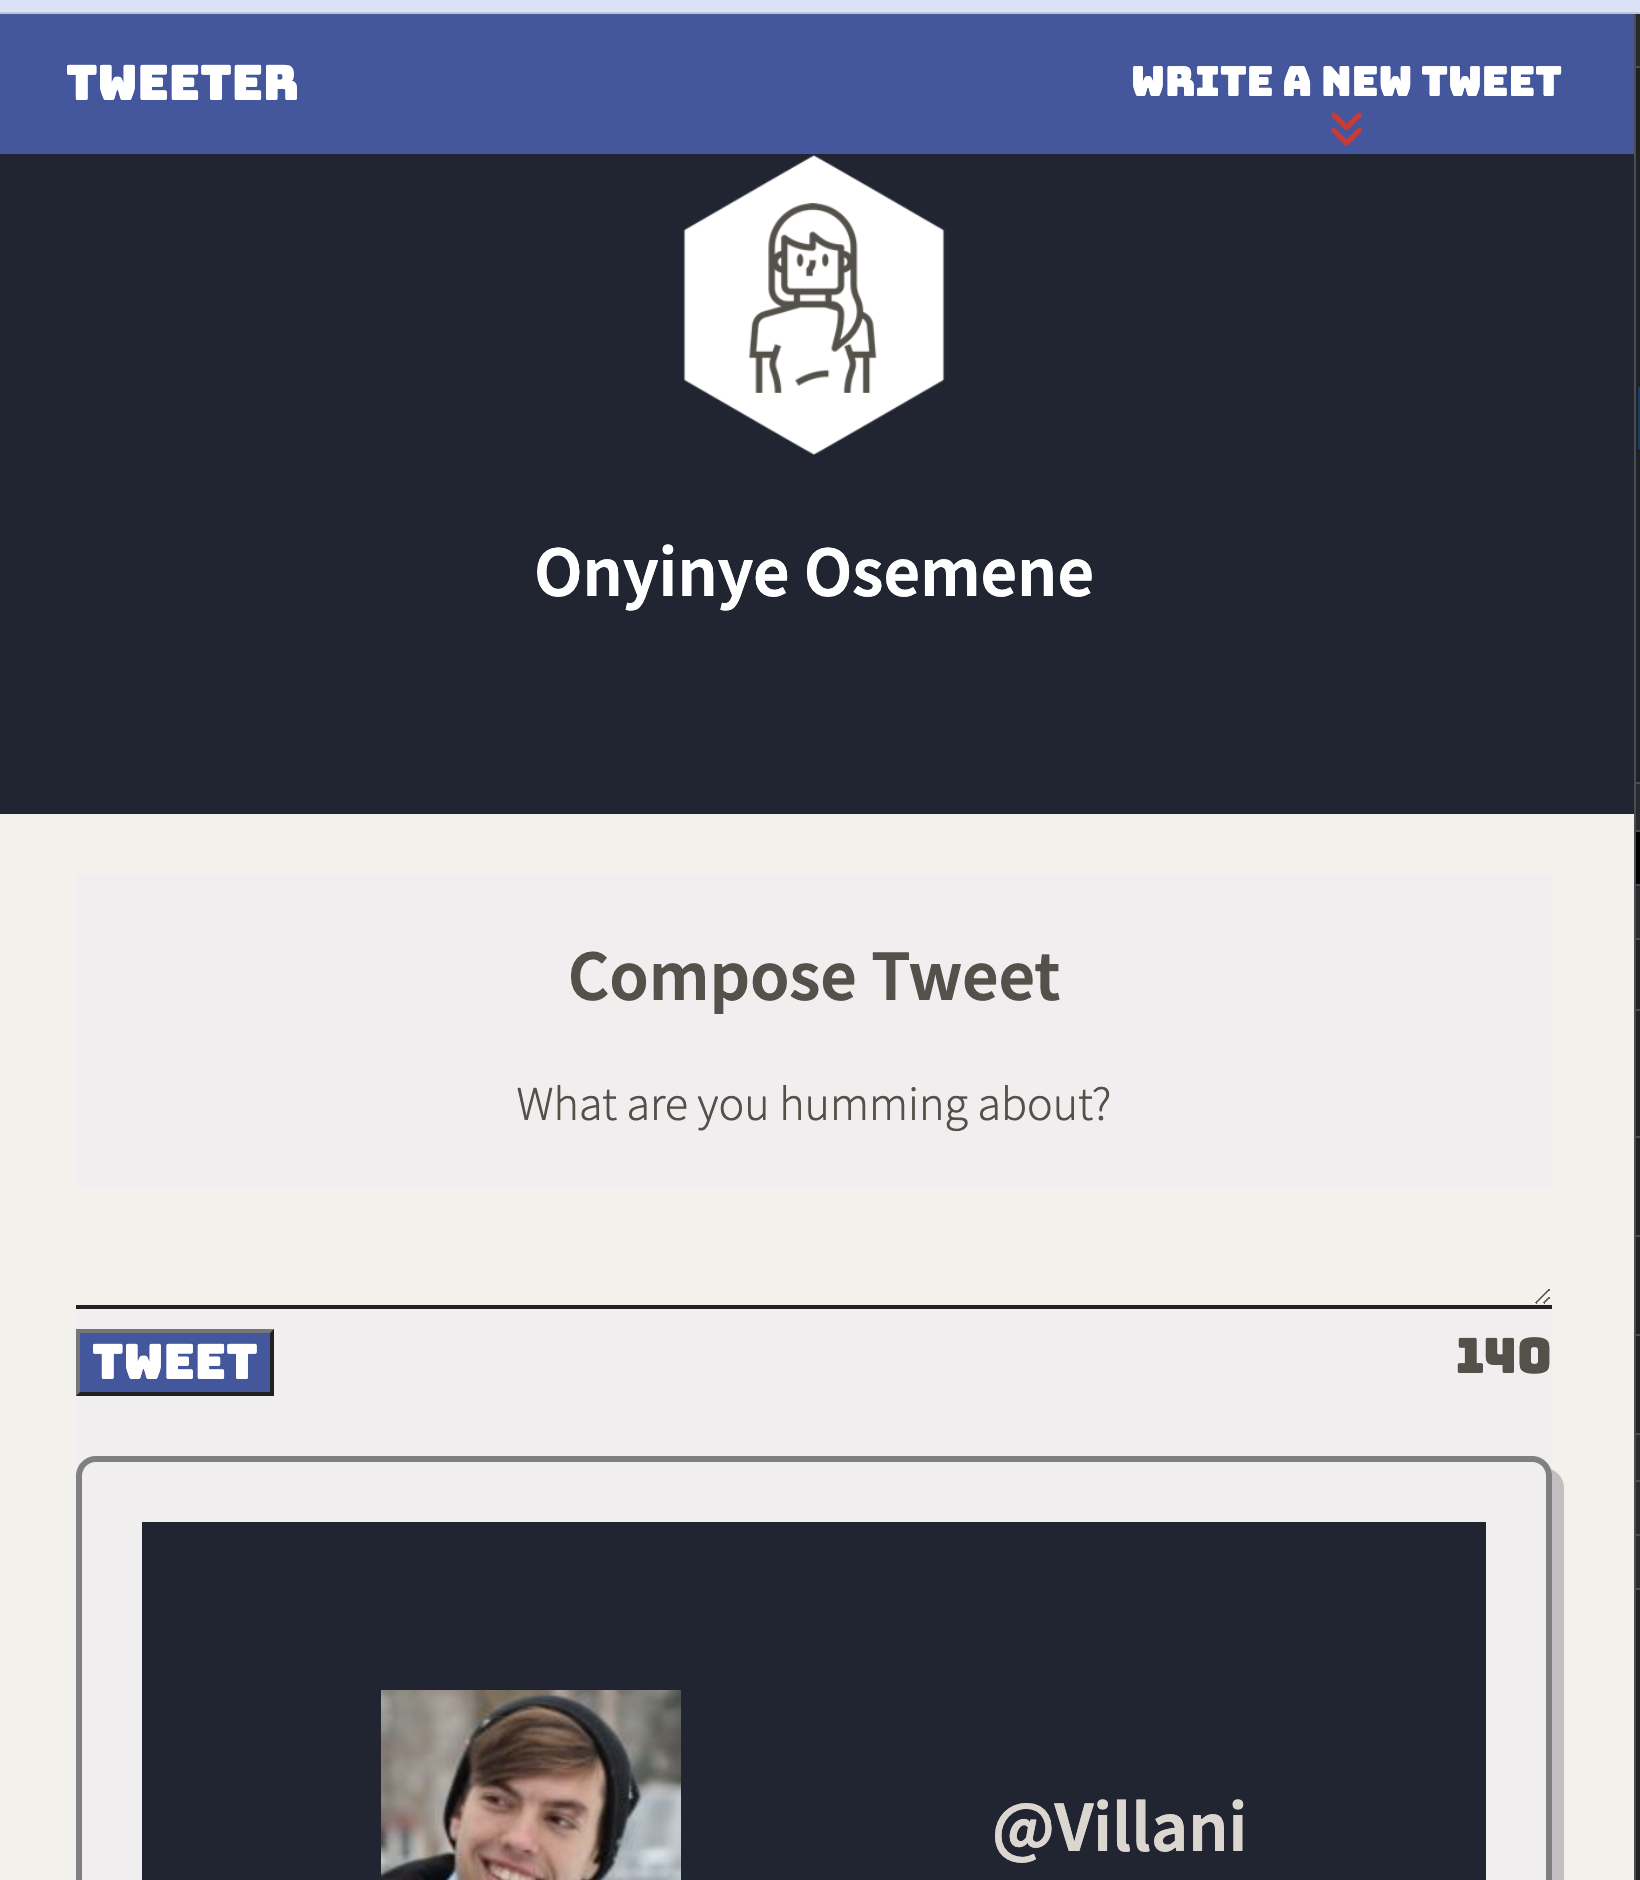 TWEETER
WRITE A NEW TWEET
Onyinye Osemene
Compose Tweet
What are you humming about?
TWEET
140
@Villani